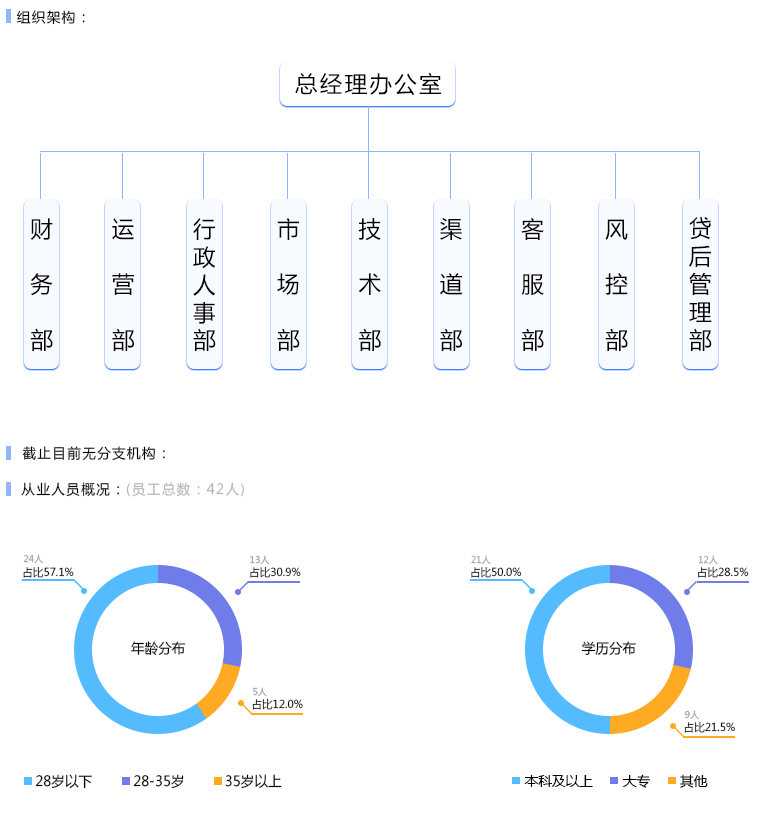 组织架构：
总经理办公室
财务部
运营部
行政人事部
市场部
技术部
渠道部
客服部
风控部
贷后管理部
截止目前无分支机构：
从业人员概况：(员工总数：42人)
24人
占比57.1%
13人
占比30.9%
年龄分布
5人
占比12.0%
28岁以下
28-35岁
35岁以上
21人
占比50.0%
12人
占比28.5%
学历分布
9人
占比21.5%
本科及以上
大专
其他